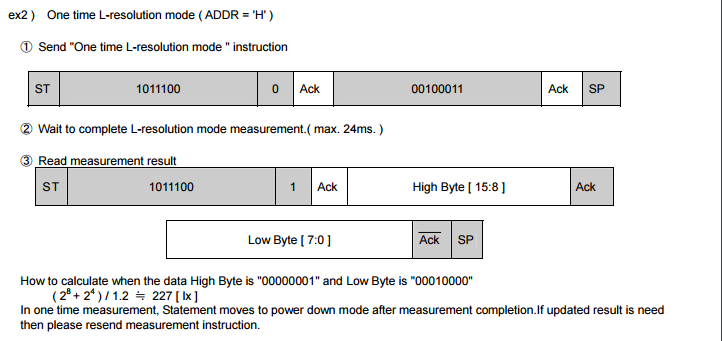 ex2 ) One time L-resolution mode ( ADDR = 'H' )
① Send "One time L-resolution mode " instruction
ST 1011100 0 Ack 00100011 Ack SP
② Wait to complete L-resolution mode measurement.( max. 24ms. )
③ Read measurement result
ST 1011100 1 Ack High Byte [ 15:8 ] Ack
Low Byte [ 7:0 ] A̅c̅k̅ SP
How to calculate when the data High Byte is "00000001" and Low Byte is "00010000"
( 2⁸ + 2⁴ ) / 1.2 ≒ 227 [ lx ]
In one time measurement, Statement moves to power down mode after measurement completion.If updated result is need
then please resend measurement instruction.